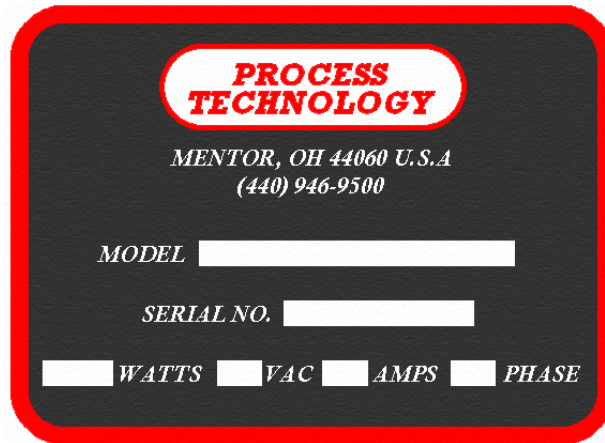 PROCESS
TECHNOLOGY
MENTOR, OH 44060 U.S.A
(440) 946-9500
MODEL
SERIAL NO.
WATTS VAC AMPS PHASE